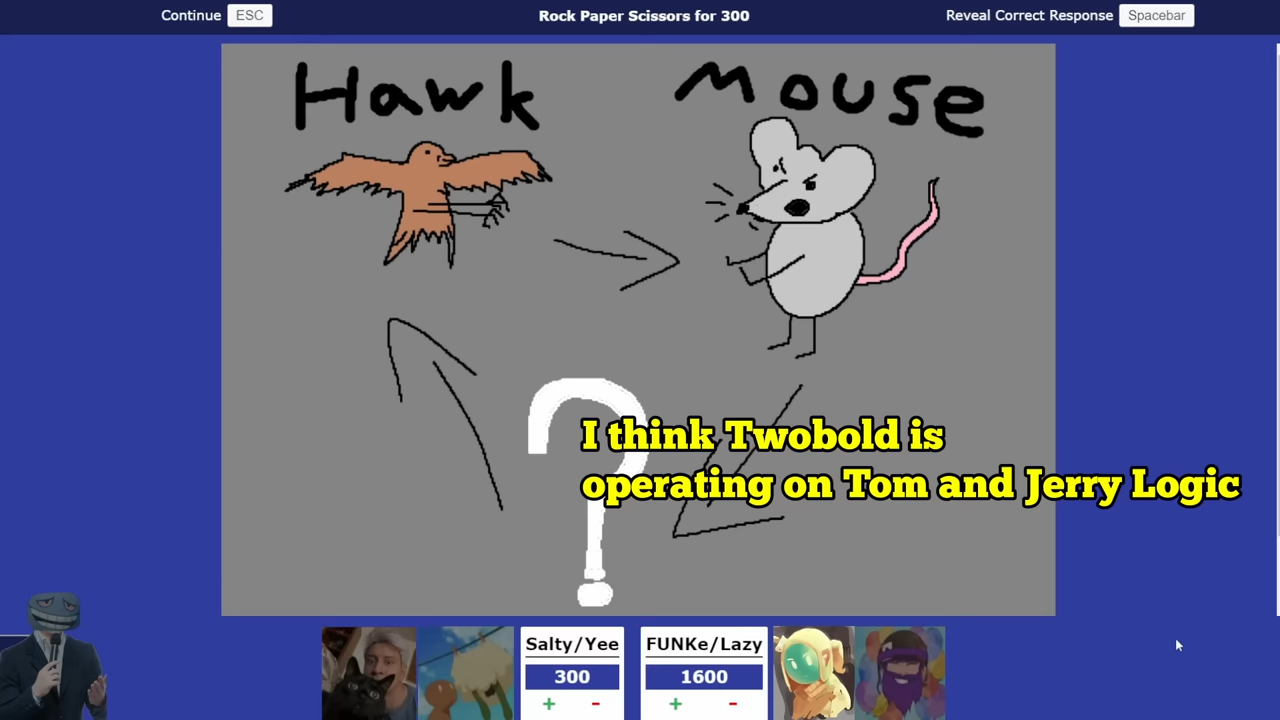 Continue ESC
Rock Paper Scissors for 300
Reveal Correct Response Spacebar
Hawk
Mouse
?
I think Twobold is
operating on Tom and Jerry Logic
Salty/Yee
300
+ -
FUNKe/Lazy
1600
+ -